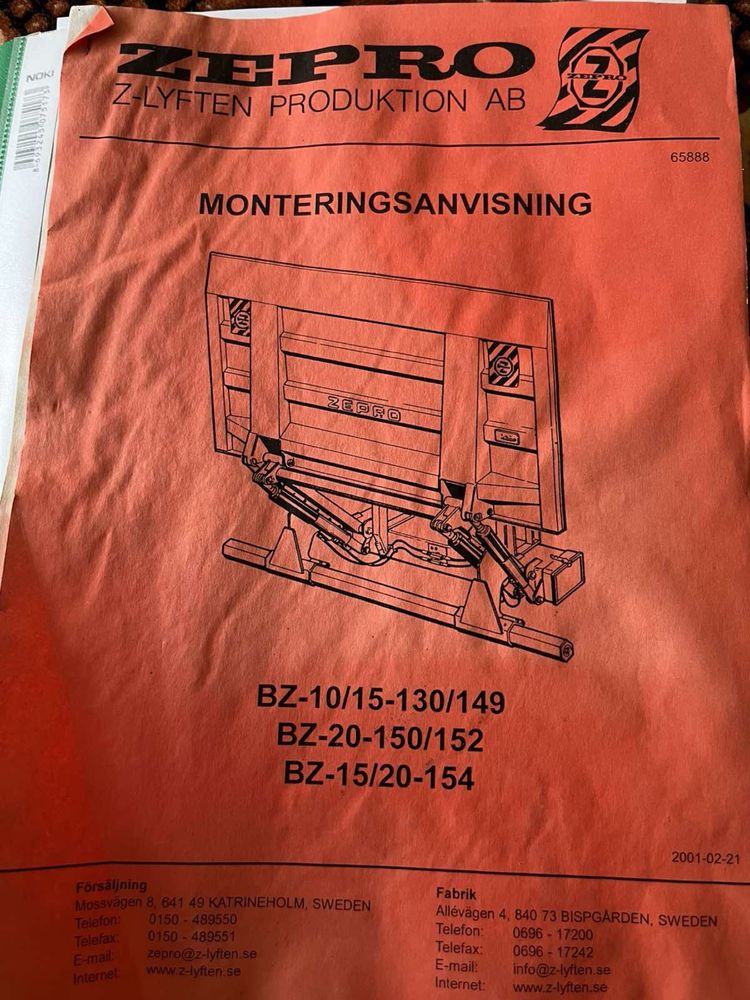 NOKI
ZEPRO
Z-LYFTEN PRODUKTION AB
Z
ZEPRO
65888
MONTERINGSANVISNING
ZEPRO
BZ-10/15-130/149
BZ-20-150/152
BZ-15/20-154
2001-02-21
Försäljning
Mossvägen 8, 641 49 KATRINEHOLM, SWEDEN
Telefon: 0150 - 489550
Telefax: 0150 - 489551
E-mail: zepro@z-lyften.se
Internet: www.z-lyften.se
Fabrik
Allévägen 4, 840 73 BISPGÅRDEN, SWEDEN
Telefon: 0696 - 17200
Telefax: 0696 - 17242
E-mail: info@z-lyften.se
Internet: www.z-lyften.se